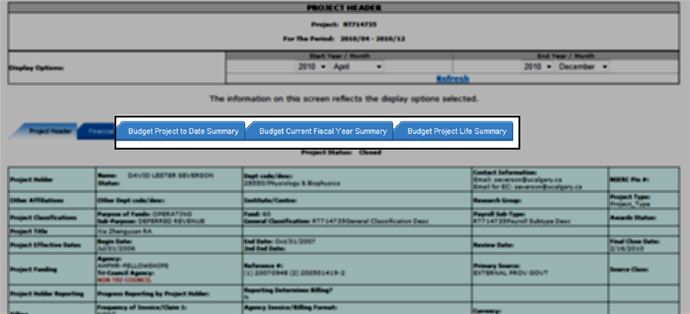 PROJECT HEADER
Project: RT714735
For The Period: 2010/04 - 2010/12
Start Year / Month End Year / Month
Display Options: 2010 April 2010 December
Refresh
The information on this screen reflects the display options selected.
Project Header Financial Budget Project to Date Summary Budget Current Fiscal Year Summary Budget Project Life Summary
Project Status: Closed
Project Holder Name: DAVID LESTER SEVERSON Dept code/desc: Contact Information: NSERC Pin #:
Status: 28550/Physiology & Biophysics Email: severson@ucalgary.ca
Email for EC: severson@ucalgary.ca
Other Affiliations Other Dept code/desc: Institute/Centre: Research Group: Project Type:
Project_Type
Project Classifications Purpose of Funds: OPERATING Fund: 60 Payroll Sub-Type: Awards Status:
Sub-Purpose: DEFERRED REVENUE General Classification: RT714735General Classification Desc RT714735Payroll Subtype Desc
Project Title Xia Zhengyuan RA
Project Effective Dates Begin Date: End Date: Oct/31/2007 Review Date: Final Close Date:
Jul/01/2006 2nd End Date: 2/16/2010
Project Funding Agency: Reference #: Primary Source: Source Class:
AHFMR-FELLOWSHIPS (1) 20070948 (2) 200501419-2 EXTERNAL PROV GOVT
Tri-Council Agency:
NON TRI-COUNCIL
Project Holder Reporting Progress Reporting by Project Holder: Reporting Determines Billing?
N
Frequency of Invoice/Claim 1: Agency Invoice/Billing Format: Currency: